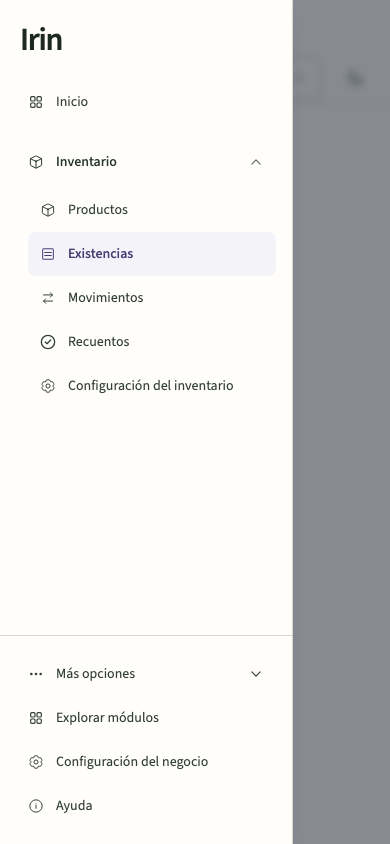 Irin
Inicio
Inventario
Productos
Existencias
Movimientos
Recuentos
Configuración del inventario
Más opciones
Explorar módulos
Configuración del negocio
Ayuda